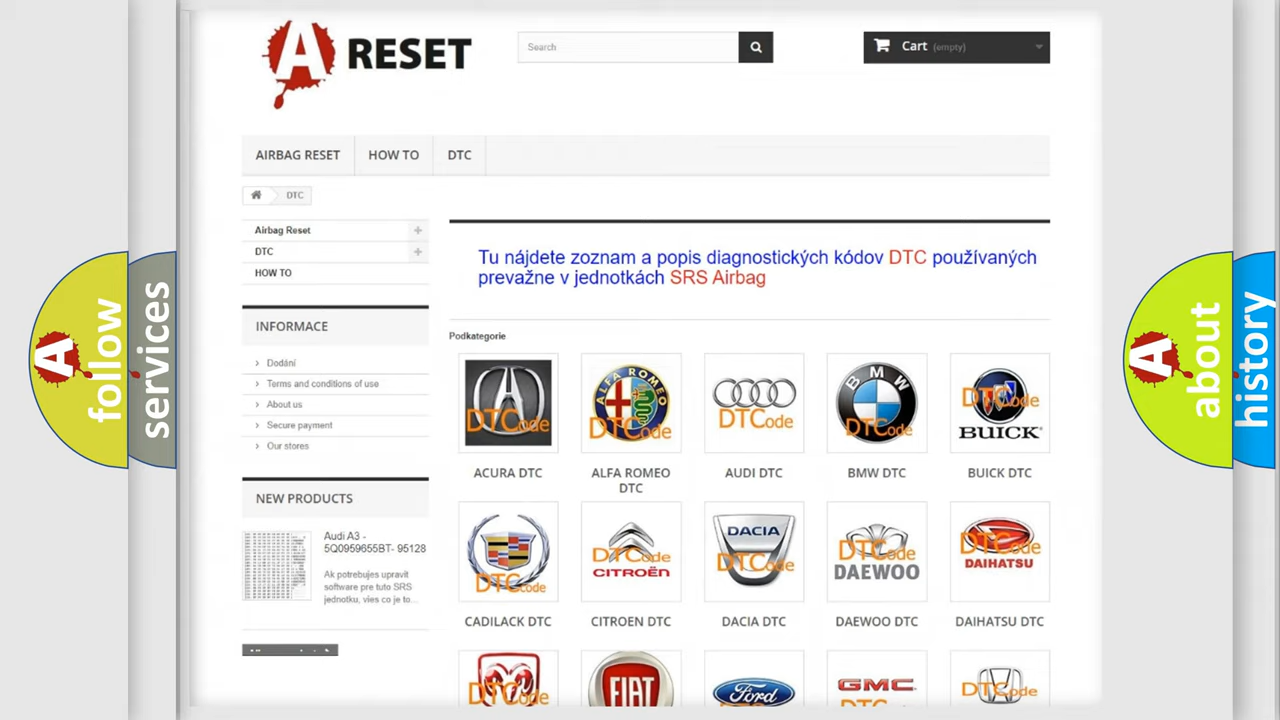 A RESET
Search
Cart (empty)
AIRBAG RESET
HOW TO
DTC
DTC
Airbag Reset
DTC
HOW TO
Tu nájdete zoznam a popis diagnostických kódov DTC používaných
prevažne v jednotkách SRS Airbag
INFORMACE
Dodání
Terms and conditions of use
About us
Secure payment
Our stores
NEW PRODUCTS
Audi A3 -
5Q0959655BT- 95128
Ak potrebujes upravit
software pre tuto SRS
jednotku, vies co je to...
Podkategorie
DTCode
ALFA ROMEO
DTCode
DTCode
BMW
DTCode
DTCode
BUICK
ACURA DTC
ALFA ROMEO
DTC
AUDI DTC
BMW DTC
BUICK DTC
DTCode
DTCode
CITROËN
DACIA
DTCode
DTCode
DAEWOO
DTCode
DAIHATSU
CADILACK DTC
CITROEN DTC
DACIA DTC
DAEWOO DTC
DAIHATSU DTC
DTCode
FIAT
Ford
GMC
DTCode
A follow
services
A about
history